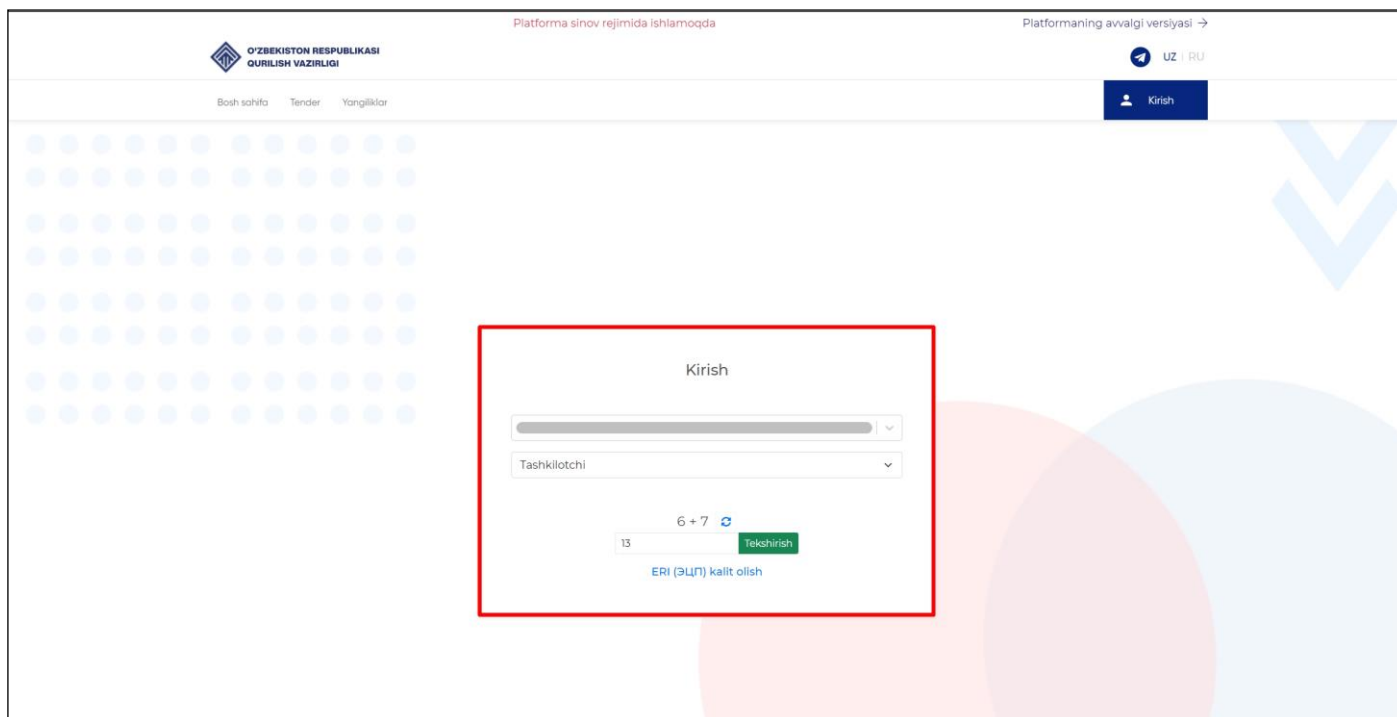 Platforma sinov rejimida ishlamoqda
Platformaning avvalgi versiyasi →
O'ZBEKISTON RESPUBLIKASI
QURILISH VAZIRLIGI
UZ | RU
Bosh sahifa Tender Yangiliklar
Kirish
Kirish
Tashkilotchi
6 + 7
13 Tekshirish
ERI (ЭЦП) kalit olish